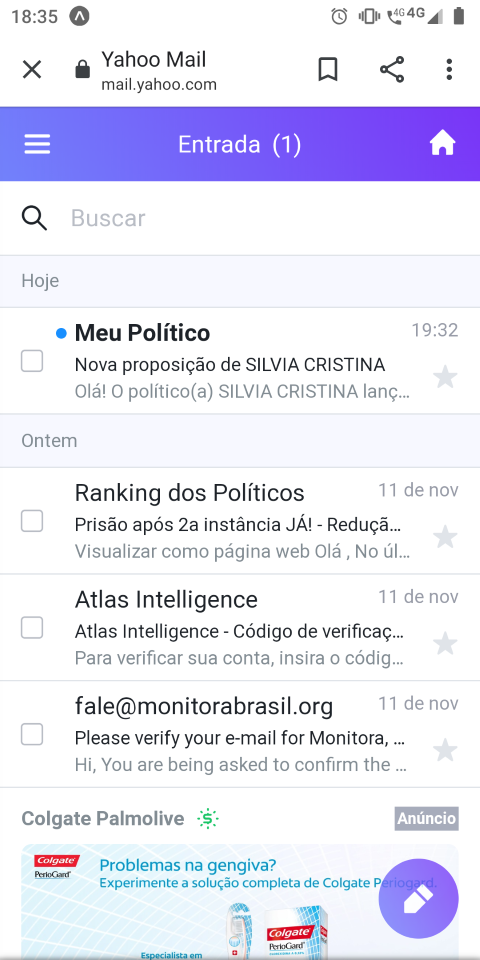 18:35
4G 4G
Yahoo Mail
mail.yahoo.com
Entrada (1)
Buscar
Hoje
Meu Político 19:32
Nova proposição de SILVIA CRISTINA
Olá! O político(a) SILVIA CRISTINA lanç...
Ontem
Ranking dos Políticos 11 de nov
Prisão após 2a instância JÁ! - Reduçã...
Visualizar como página web Olá , No úl...
Atlas Intelligence 11 de nov
Atlas Intelligence - Código de verificaç...
Para verificar sua conta, insira o códig...
fale@monitorabrasil.org 11 de nov
Please verify your e-mail for Monitora, ...
Hi, You are being asked to confirm the ...
Colgate Palmolive Anúncio
Colgate
PerioGard
Problemas na gengiva?
Experimente a solução completa de Colgate Periogard.
Colgate
PerioGard
Especialista em